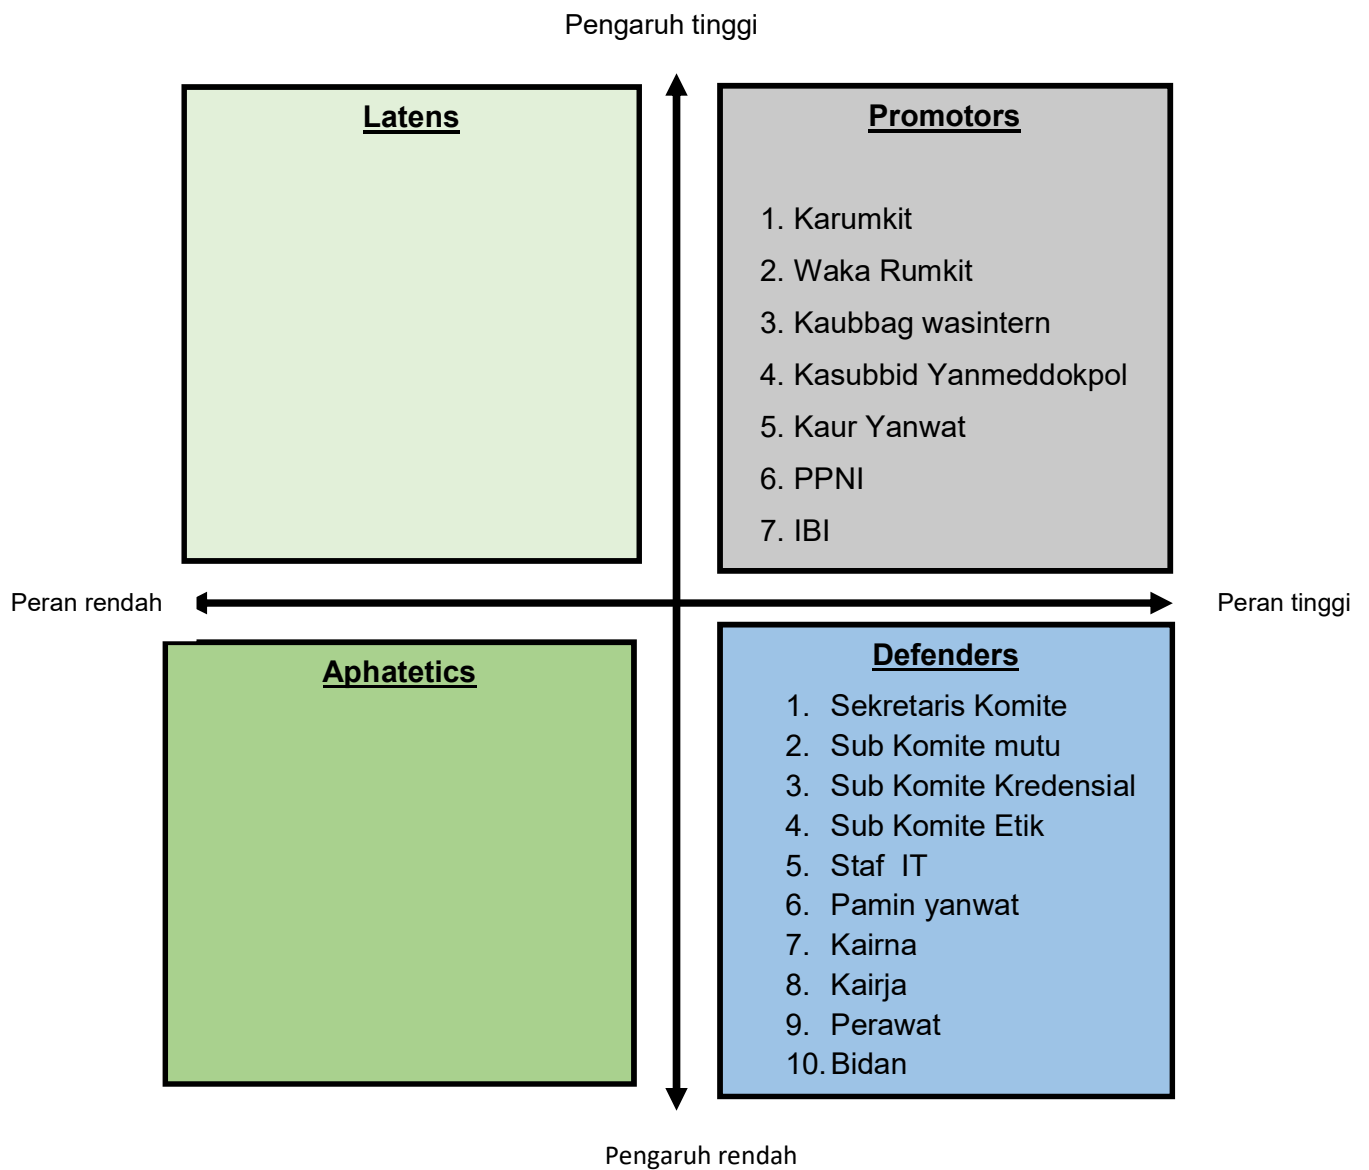 Pengaruh tinggi
Latens
Promotors
1. Karumkit
2. Waka Rumkit
3. Kaubbag wasintern
4. Kasubbid Yanmeddokpol
5. Kaur Yanwat
6. PPNI
7. IBI
Peran rendah
Peran tinggi
Aphatetics
Defenders
1. Sekretaris Komite
2. Sub Komite mutu
3. Sub Komite Kredensial
4. Sub Komite Etik
5. Staf IT
6. Pamin yanwat
7. Kairna
8. Kairja
9. Perawat
10. Bidan
Pengaruh rendah